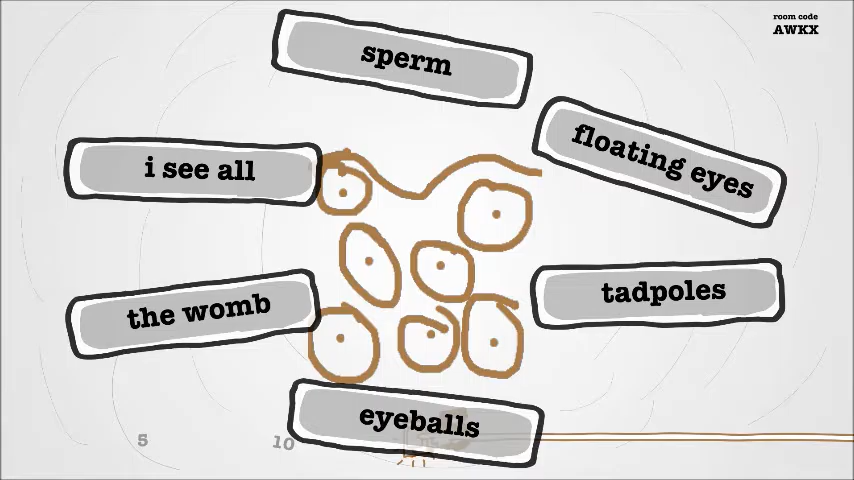 room code
AWKX
sperm
floating eyes
i see all
tadpoles
the womb
eyeballs
5
10